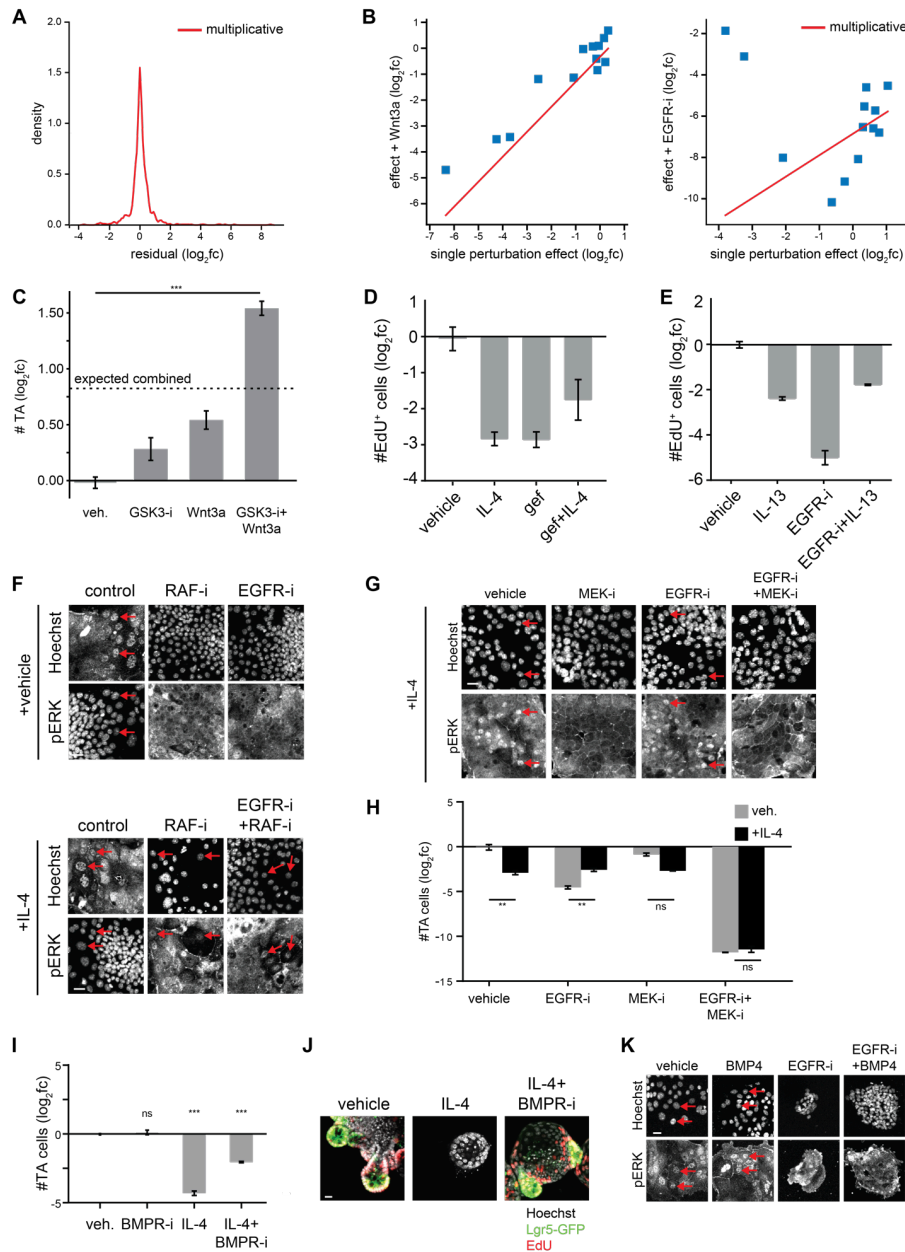 A
multiplicative
density
2.0
1.5
1.0
0.5
0.0
-4 -2 0 2 4 6 8
residual (log2fc)
B
effect + Wnt3a (log2fc)
1
0
-1
-2
-3
-4
-5
-6
-7 -6 -5 -4 -3 -2 -1 0 1
single perturbation effect (log2fc)
multiplicative
effect + EGFR-i (log2fc)
-2
-4
-6
-8
-10
-4 -3 -2 -1 0 1
single perturbation effect (log2fc)
C
***
# TA (log2fc)
1.50
1.00
0.50
0.00
expected combined
veh. GSK3-i Wnt3a GSK3-i+
Wnt3a
D
#EdU+ cells (log2fc)
1
0
-1
-2
-3
-4
vehicle
IL-4
gef
gef+IL-4
E
#EdU+ cells (log2fc)
2
0
-2
-4
-6
vehicle
IL-13
EGFR-i
EGFR-i+IL-13
F
control RAF-i EGFR-i
+vehicle
Hoechst
pERK
EGFR-i
control RAF-i +RAF-i
+IL-4
Hoechst
pERK
G
EGFR-i
vehicle MEK-i EGFR-i +MEK-i
+IL-4
Hoechst
pERK
H
#TA cells (log2fc)
5
0
-5
-10
-15
veh.
+IL-4
** ** ns
ns
vehicle EGFR-i MEK-i EGFR-i+
MEK-i
I
#TA cells (log2fc)
5
0
-5
ns *** ***
veh. BMPR-i IL-4 IL-4+
BMPR-i
J
IL-4+
vehicle IL-4 BMPR-i
Hoechst
Lgr5-GFP
EdU
K
EGFR-i
vehicle BMP4 EGFR-i +BMP4
Hoechst
pERK